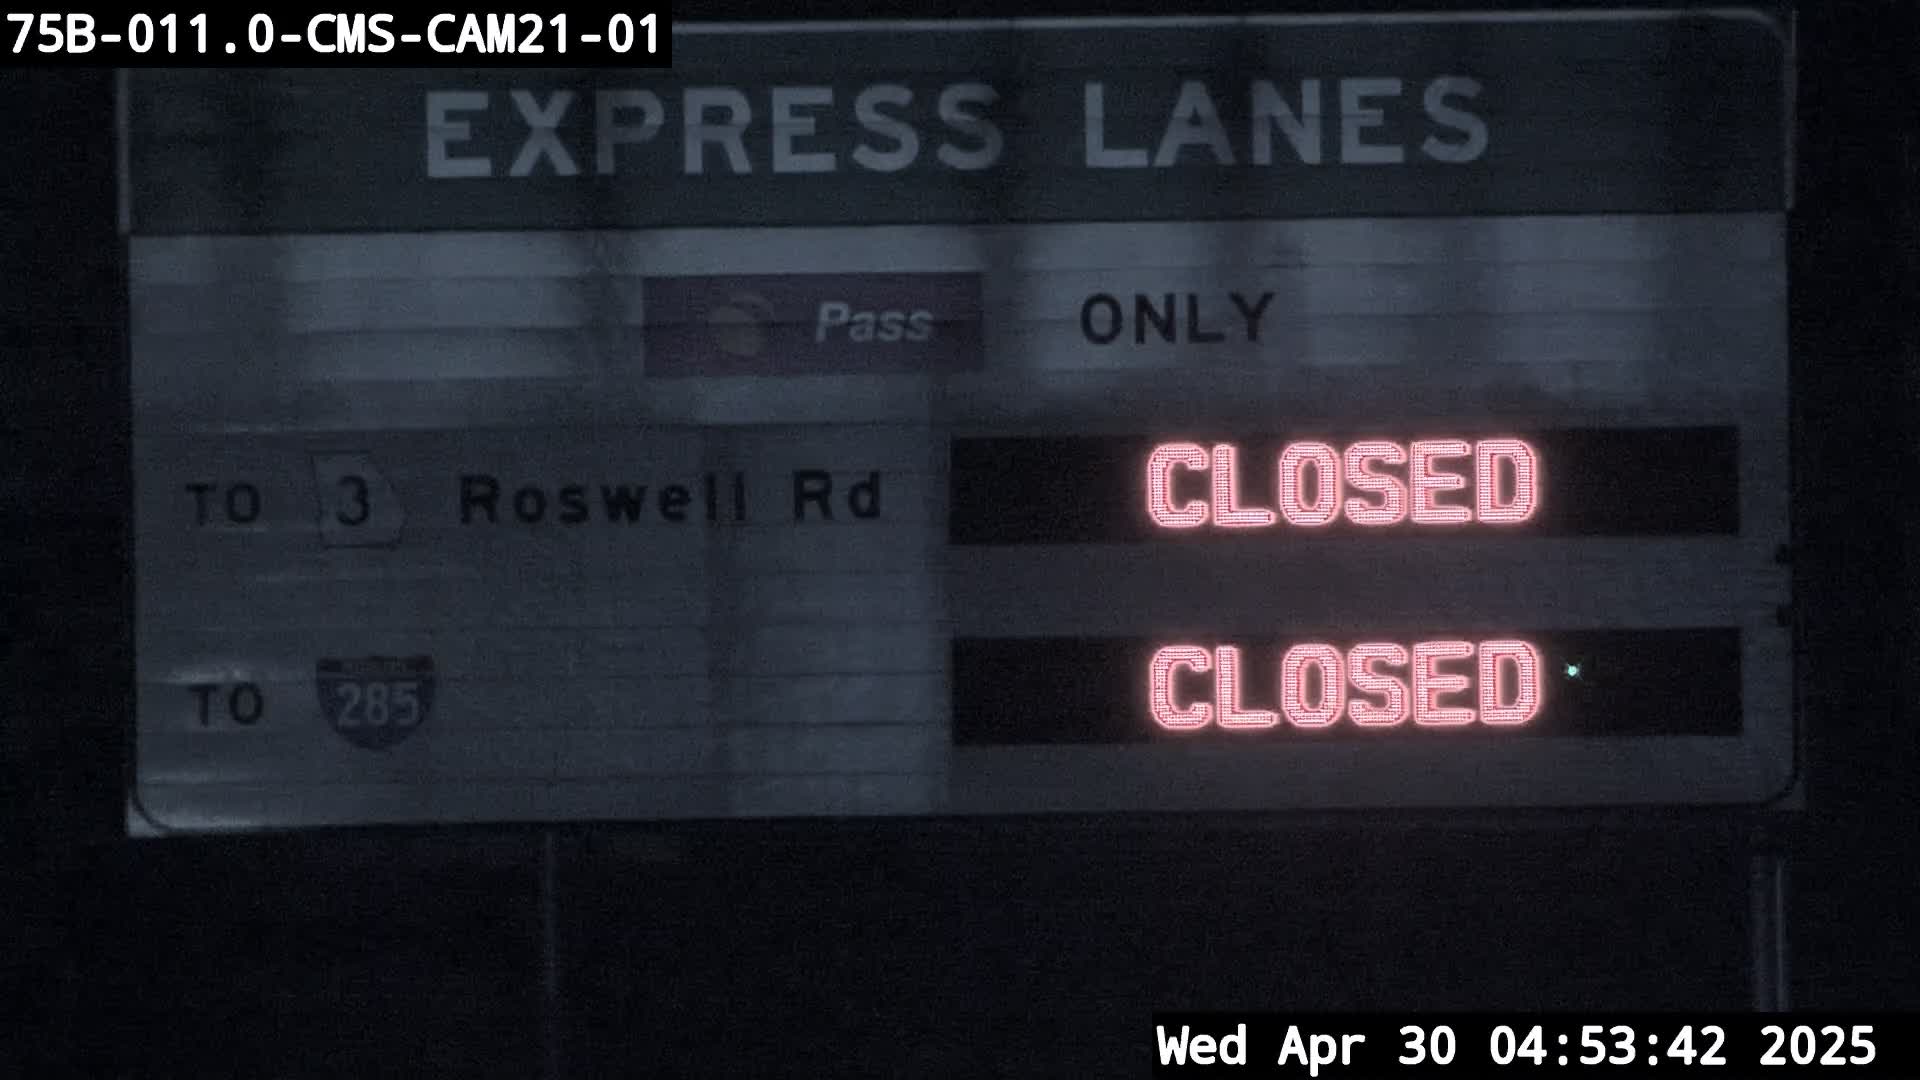 75B-011.0-CMS-CAM21-01
EXPRESS LANES
Pass ONLY
TO 3 Roswell Rd CLOSED
TO 285 CLOSED
Wed Apr 30 04:53:42 2025